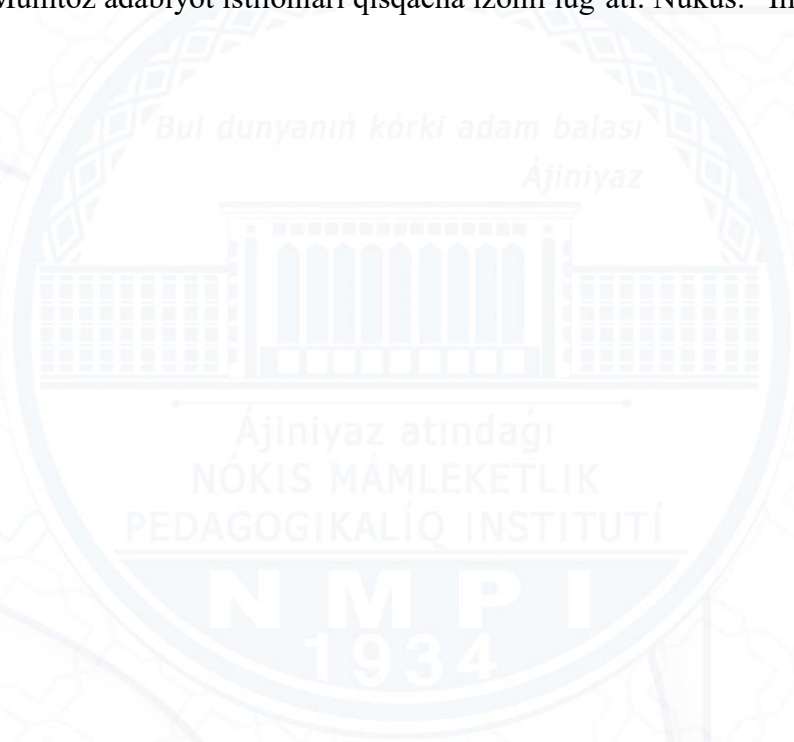 Mumtoz adabiyot istilohlari qisqacha izohli lug‘ati. Nukus. “In
Bul dunyanıń kórki adam balası
Ájiniyaz
Ájiniyaz atındaǵı
NÓKIS MÁMLEKETLIK
PEDAGOGIKALÍQ INSTITUTÍ
NMPI
1934